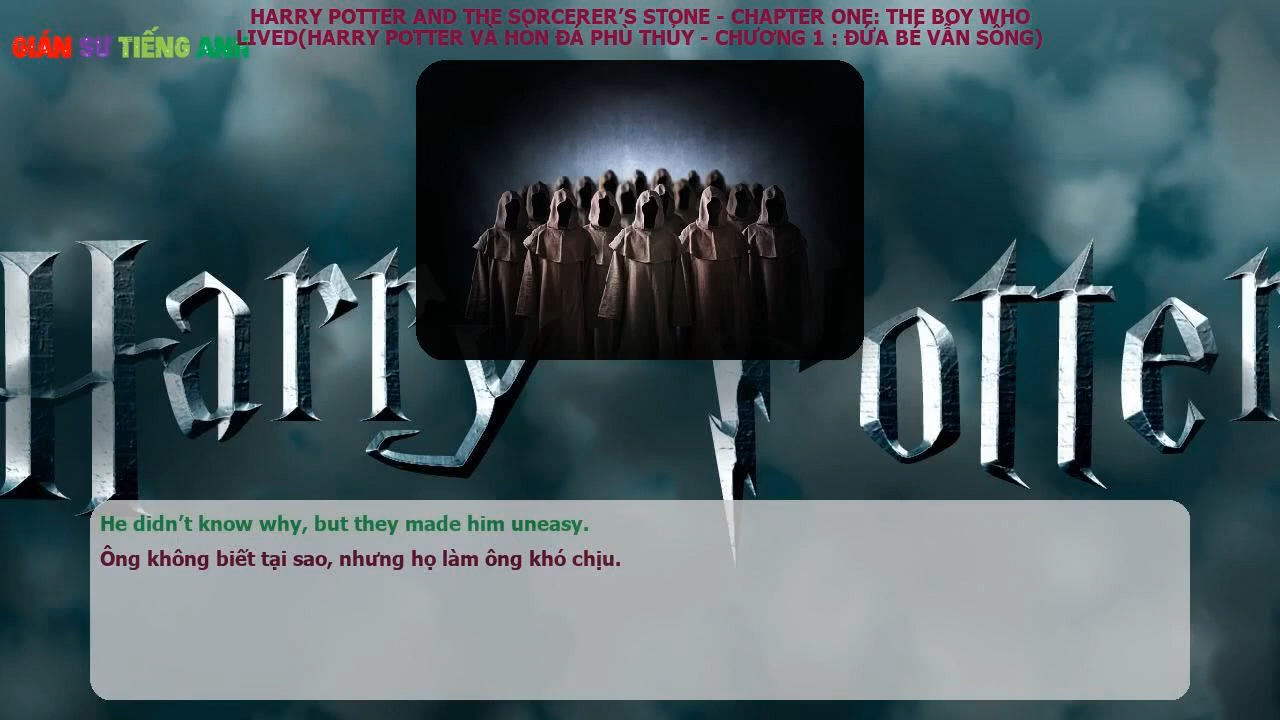 HARRY POTTER AND THE SORCERER’S STONE - CHAPTER ONE: THE BOY WHO
LIVED(HARRY POTTER VÀ HÒN ĐÁ PHÙ THỦY - CHƯƠNG 1 : ĐỨA BÉ VẪN SỐNG)
GIÁN SƯ TIẾNG ANH
Harry Potter
He didn’t know why, but they made him uneasy.
Ông không biết tại sao, nhưng họ làm ông khó chịu.